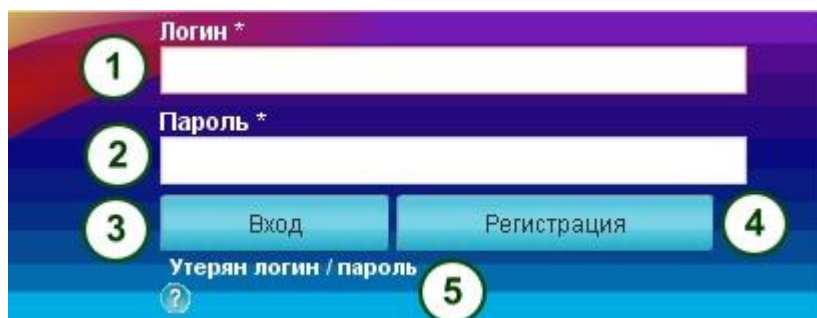 Логин *
1
Пароль *
2
3 Вход Регистрация 4
Утерян логин / пароль 5
?